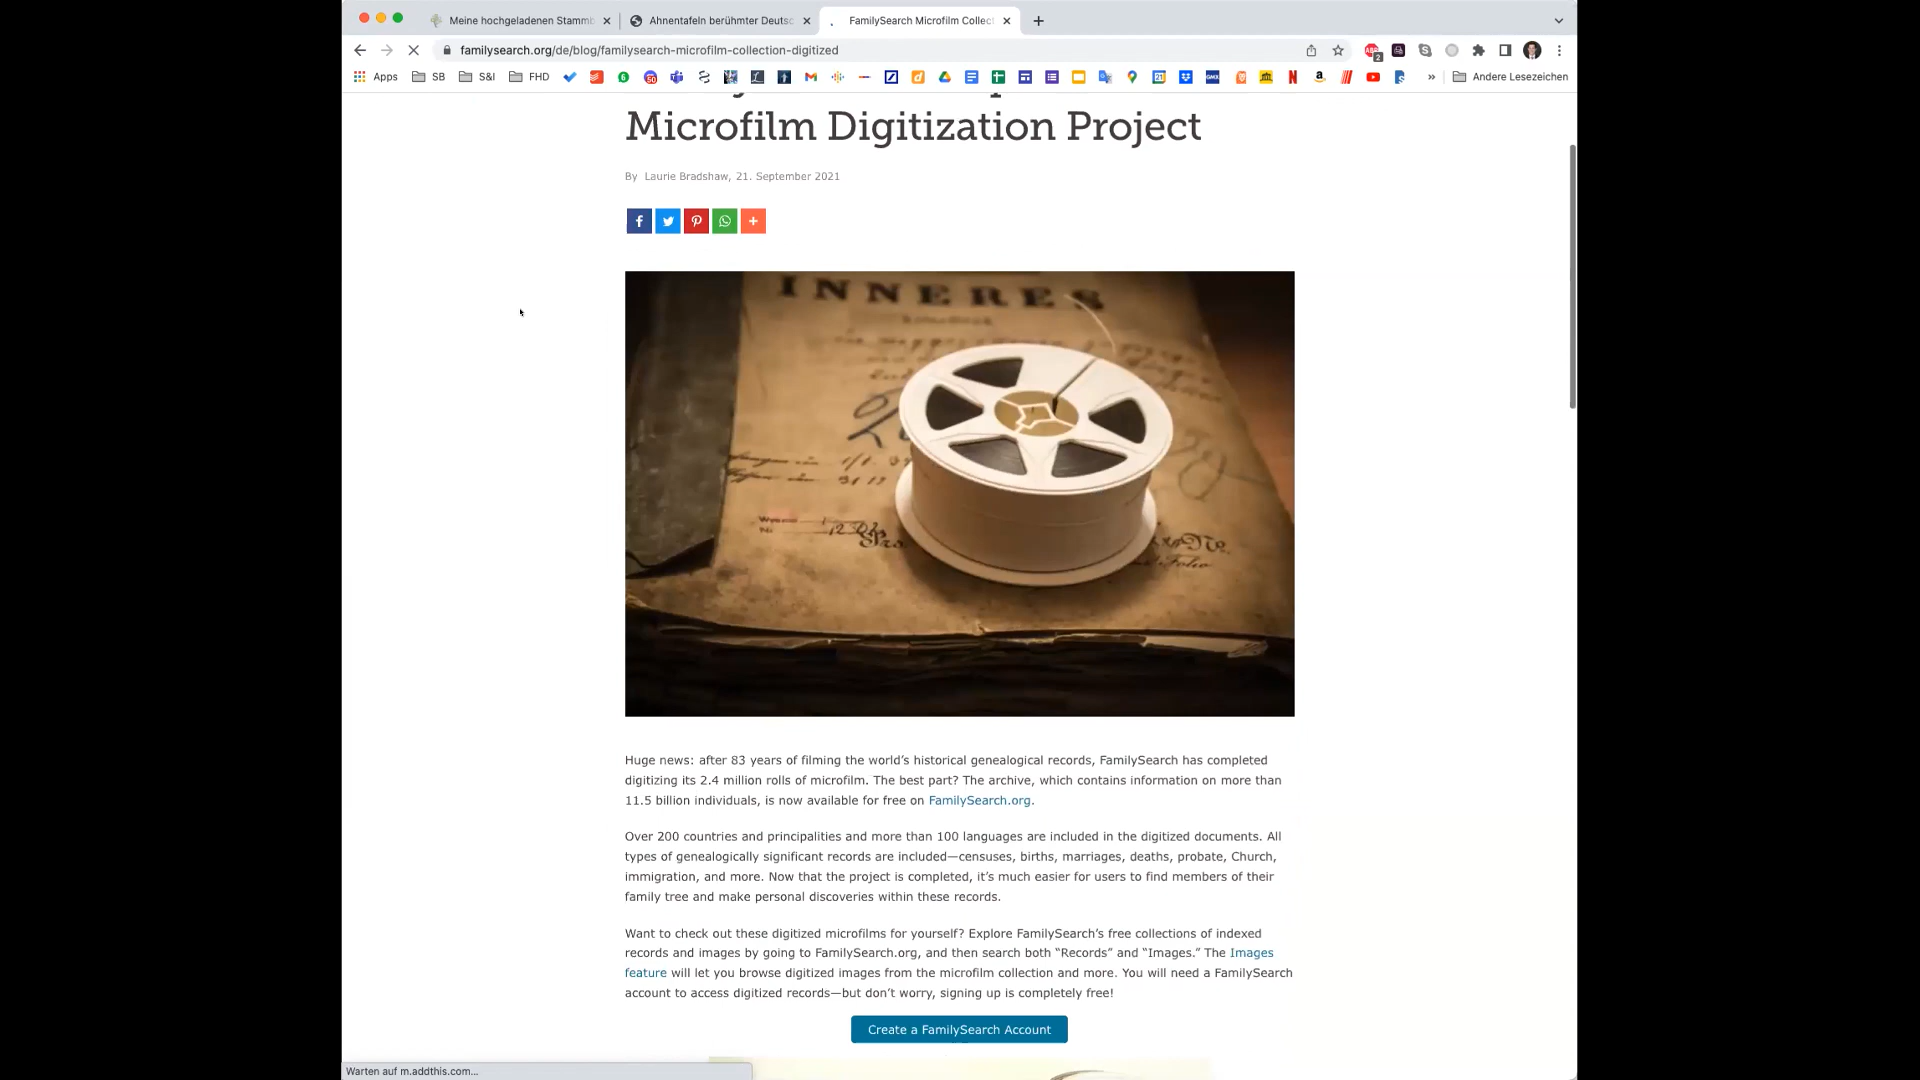 Meine hochgeladenen Stammb
Ahnentafeln berühmter Deutsc
FamilySearch Microfilm Collec
familysearch.org/de/blog/familysearch-microfilm-collection-digitized
Apps SB S&I FHD Andere Lesezeichen
Microfilm Digitization Project
By Laurie Bradshaw, 21. September 2021
INNERES
Huge news: after 83 years of filming the world’s historical genealogical records, FamilySearch has completed
digitizing its 2.4 million rolls of microfilm. The best part? The archive, which contains information on more than
11.5 billion individuals, is now available for free on FamilySearch.org.
Over 200 countries and principalities and more than 100 languages are included in the digitized documents. All
types of genealogically significant records are included—censuses, births, marriages, deaths, probate, Church,
immigration, and more. Now that the project is completed, it’s much easier for users to find members of their
family tree and make personal discoveries within these records.
Want to check out these digitized microfilms for yourself? Explore FamilySearch’s free collections of indexed
records and images by going to FamilySearch.org, and then search both “Records” and “Images.” The Images
feature will let you browse digitized images from the microfilm collection and more. You will need a FamilySearch
account to access digitized records—but don’t worry, signing up is completely free!
Create a FamilySearch Account
Warten auf m.addthis.com...